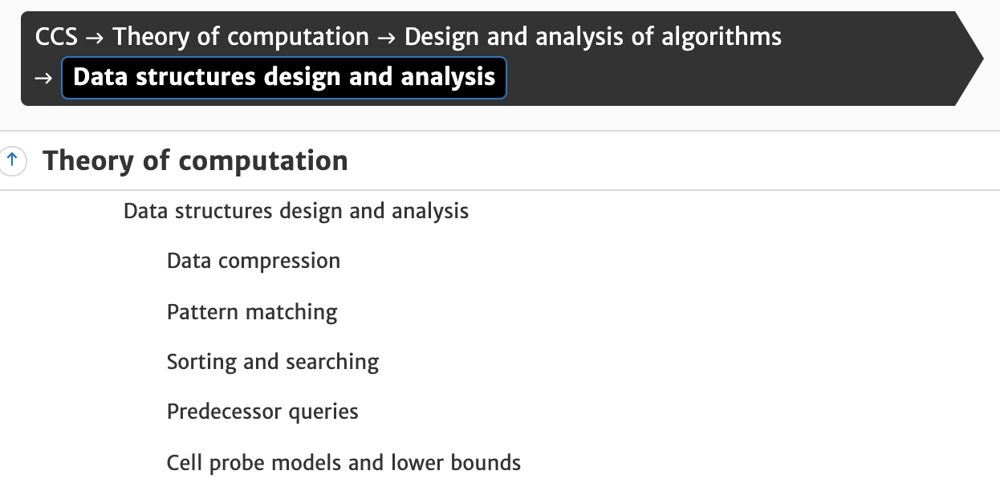 CCS → Theory of computation → Design and analysis of algorithms
→ Data structures design and analysis
↑ Theory of computation
Data structures design and analysis
Data compression
Pattern matching
Sorting and searching
Predecessor queries
Cell probe models and lower bounds